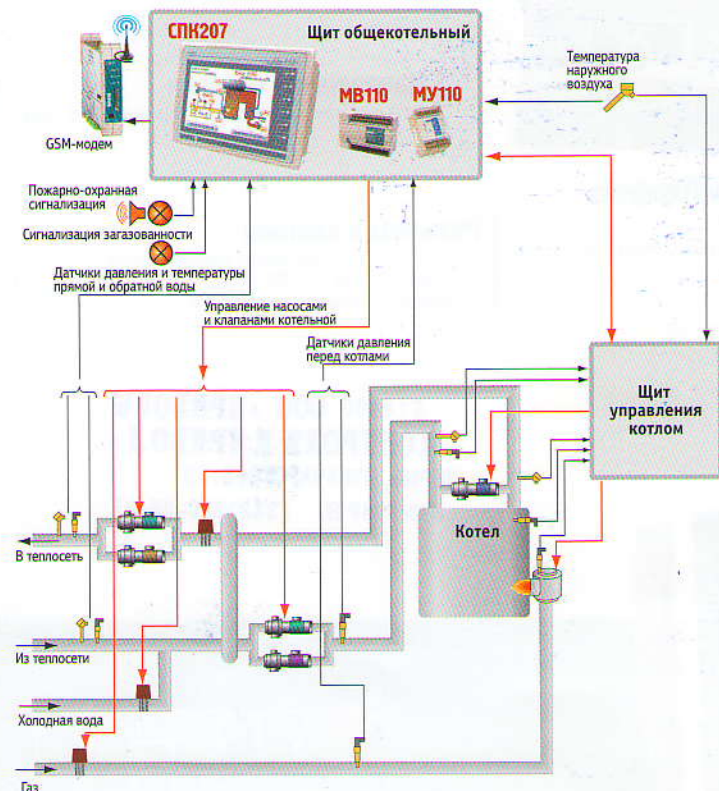 СПК207
Щит общекотельный
МВ110
МУ110
GSM-модем
Температура
наружного
воздуха
Пожарно-охранная
сигнализация
Сигнализация загазованности
Датчики давления и температуры
прямой и обратной воды
Управление насосами
и клапанами котельной
Датчики давления
перед котлами
Щит
управления
котлом
Котел
В теплосеть
Из теплосети
Холодная вода
Газ